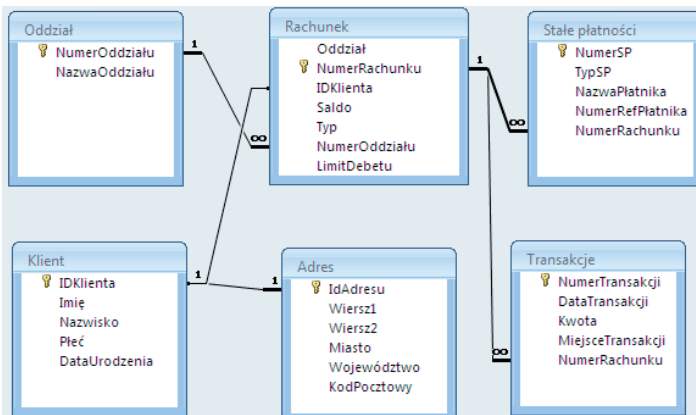 Oddział
NumerOddziału
NazwaOddziału
1
∞
Rachunek
Oddział
NumerRachunku
IDKlienta
Saldo
Typ
NumerOddziału
LimitDebetu
1
∞
Stałe płatności
NumerSP
TypSP
NazwaPłatnika
NumerRefPłatnika
NumerRachunku
Klient
IDKlienta
Imię
Nazwisko
Płeć
DataUrodzenia
1
1
Adres
IdAdresu
Wiersz1
Wiersz2
Miasto
Województwo
KodPocztowy
∞
Transakcje
NumerTransakcji
DataTransakcji
Kwota
MiejsceTransakcji
NumerRachunku